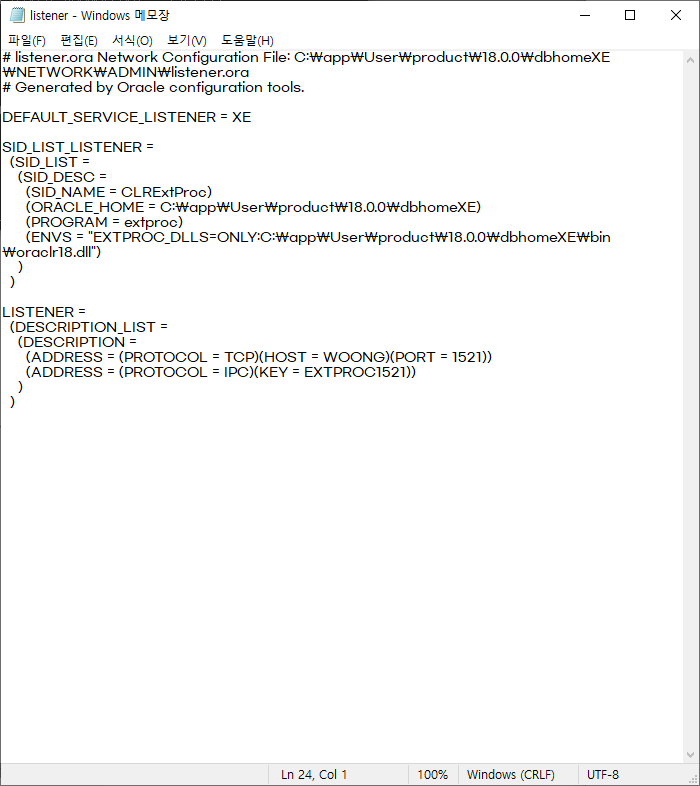 listener - Windows 메모장
파일(F) 편집(E) 서식(O) 보기(V) 도움말(H)
# listener.ora Network Configuration File: C:₩app₩User₩product₩18.0.0₩dbhomeXE
₩NETWORK₩ADMIN₩listener.ora
# Generated by Oracle configuration tools.

DEFAULT_SERVICE_LISTENER = XE

SID_LIST_LISTENER =
  (SID_LIST =
    (SID_DESC =
      (SID_NAME = CLRExtProc)
      (ORACLE_HOME = C:₩app₩User₩product₩18.0.0₩dbhomeXE)
      (PROGRAM = extproc)
      (ENVS = "EXTPROC_DLLS=ONLY:C:₩app₩User₩product₩18.0.0₩dbhomeXE₩bin
₩oraclr18.dll")
    )
  )

LISTENER =
  (DESCRIPTION_LIST =
    (DESCRIPTION =
      (ADDRESS = (PROTOCOL = TCP)(HOST = WOONG)(PORT = 1521))
      (ADDRESS = (PROTOCOL = IPC)(KEY = EXTPROC1521))
    )
  )
Ln 24, Col 1 100% Windows (CRLF) UTF-8